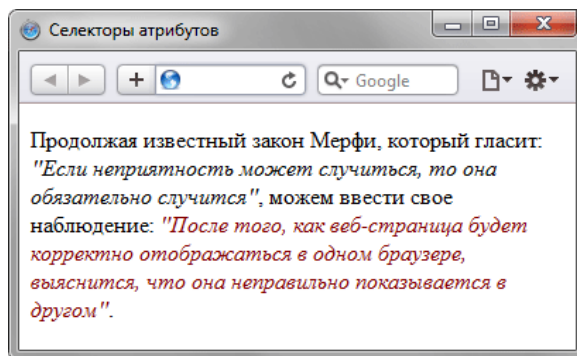 Селекторы атрибутов
Google
Продолжая известный закон Мерфи, который гласит:
"Если неприятность может случиться, то она
обязательно случится", можем ввести свое
наблюдение: "После того, как веб-страница будет
корректно отображаться в одном браузере,
выяснится, что она неправильно показывается в
другом".